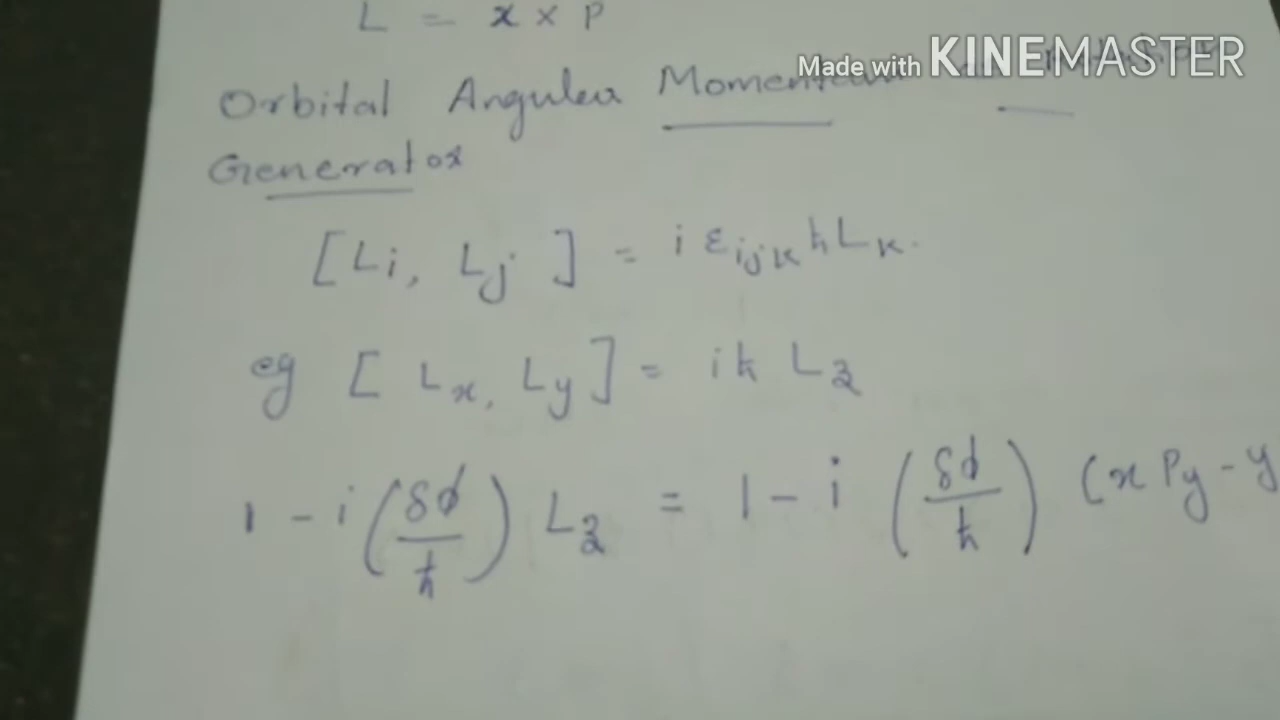 L = x × P
Made with KINEMASTER
Orbital Angular Momentum
Generator
[Li, Lj] = i εijk ħ Lk.
eg [Lx, Ly] = iħ Lz
1 - i (δϕ/ħ) Lz = 1 - i (δϕ/ħ) (x Py - y